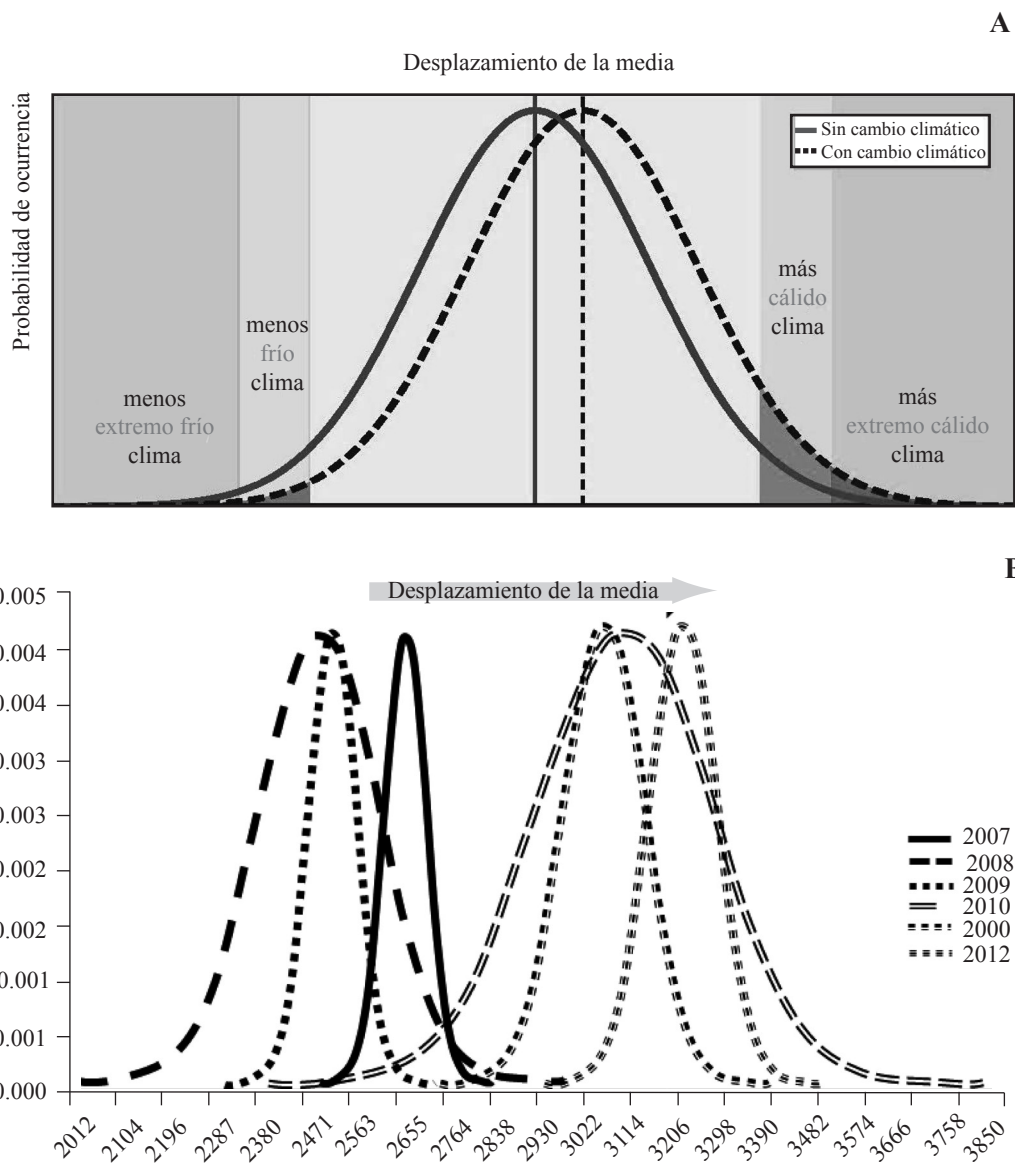 A
Desplazamiento de la media
Probabilidad de ocurrencia
Sin cambio climático
Con cambio climático
menos
extremo frío
clima
menos
frío
clima
más
cálido
clima
más
extremo cálido
clima
B
Desplazamiento de la media
0.005
0.004
0.004
0.003
0.003
0.002
0.002
0.001
0.001
0.000
2007
2008
2009
2010
2000
2012
2012 2104 2196 2287 2380 2471 2563 2655 2764 2838 2930 3022 3114 3206 3298 3390 3482 3574 3666 3758 3850